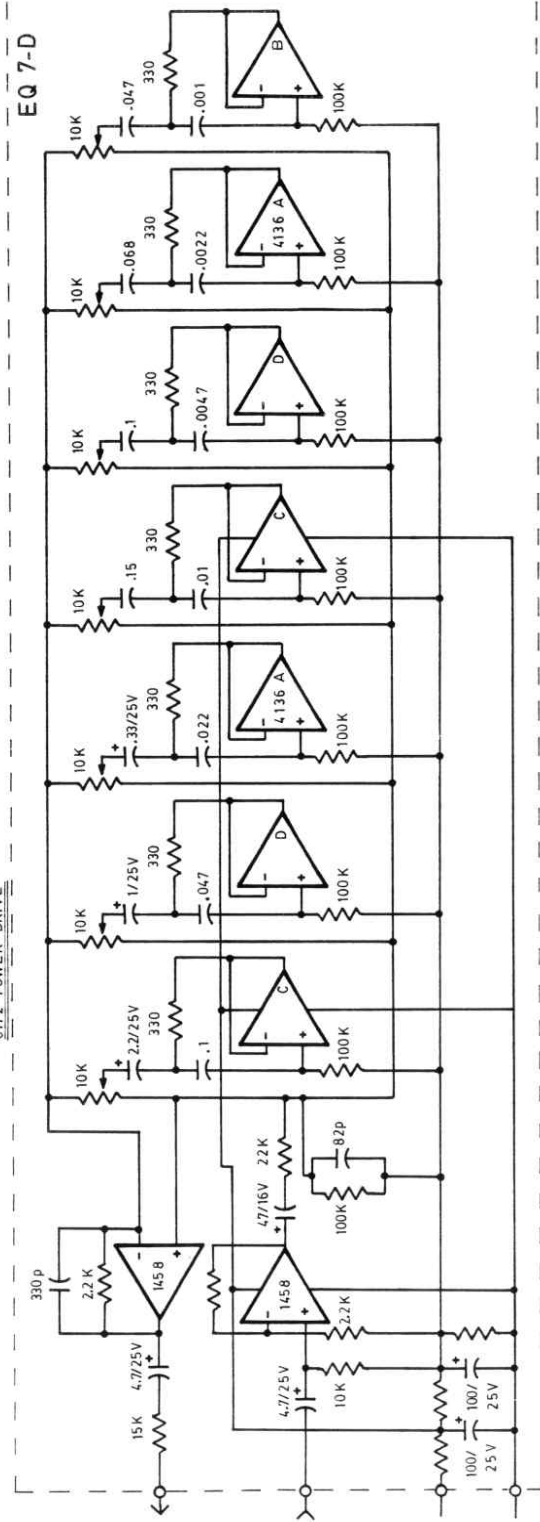 EQ 7-D
330p
2.2K
1458
4.7/25V
15K
4.7/25V
10K
1458
2.2K
47/16V
22K
100K
82p
100/
25V
100/
25V
10K
2.2/25V
330
.1
C
100K
10K
1/25V
330
.047
D
100K
10K
.33/25V
330
.022
4136 A
100K
10K
.15
330
.01
C
100K
10K
.1
330
.0047
D
100K
10K
.068
330
.0022
4136 A
100K
10K
.047
330
.001
B
100K